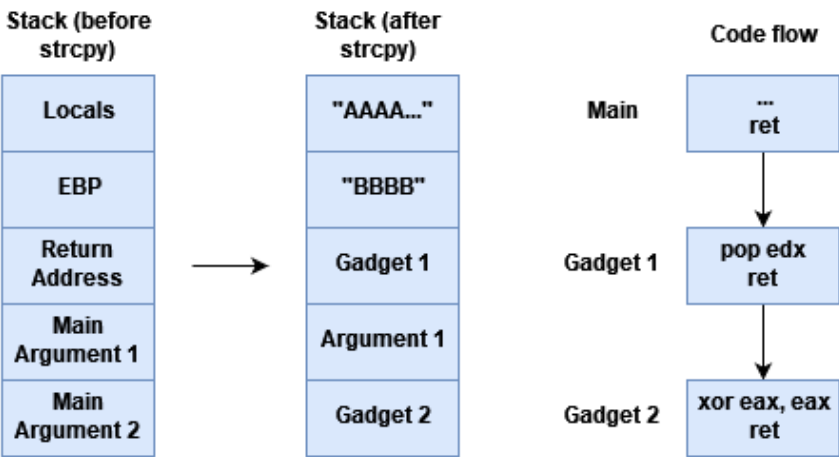 Stack (before
strcpy)
Stack (after
strcpy)
Code flow
Locals
"AAAA..."
Main
...
ret
EBP
"BBBB"
Return
Address
Gadget 1
Gadget 1
pop edx
ret
Main
Argument 1
Argument 1
Main
Argument 2
Gadget 2
Gadget 2
xor eax, eax
ret